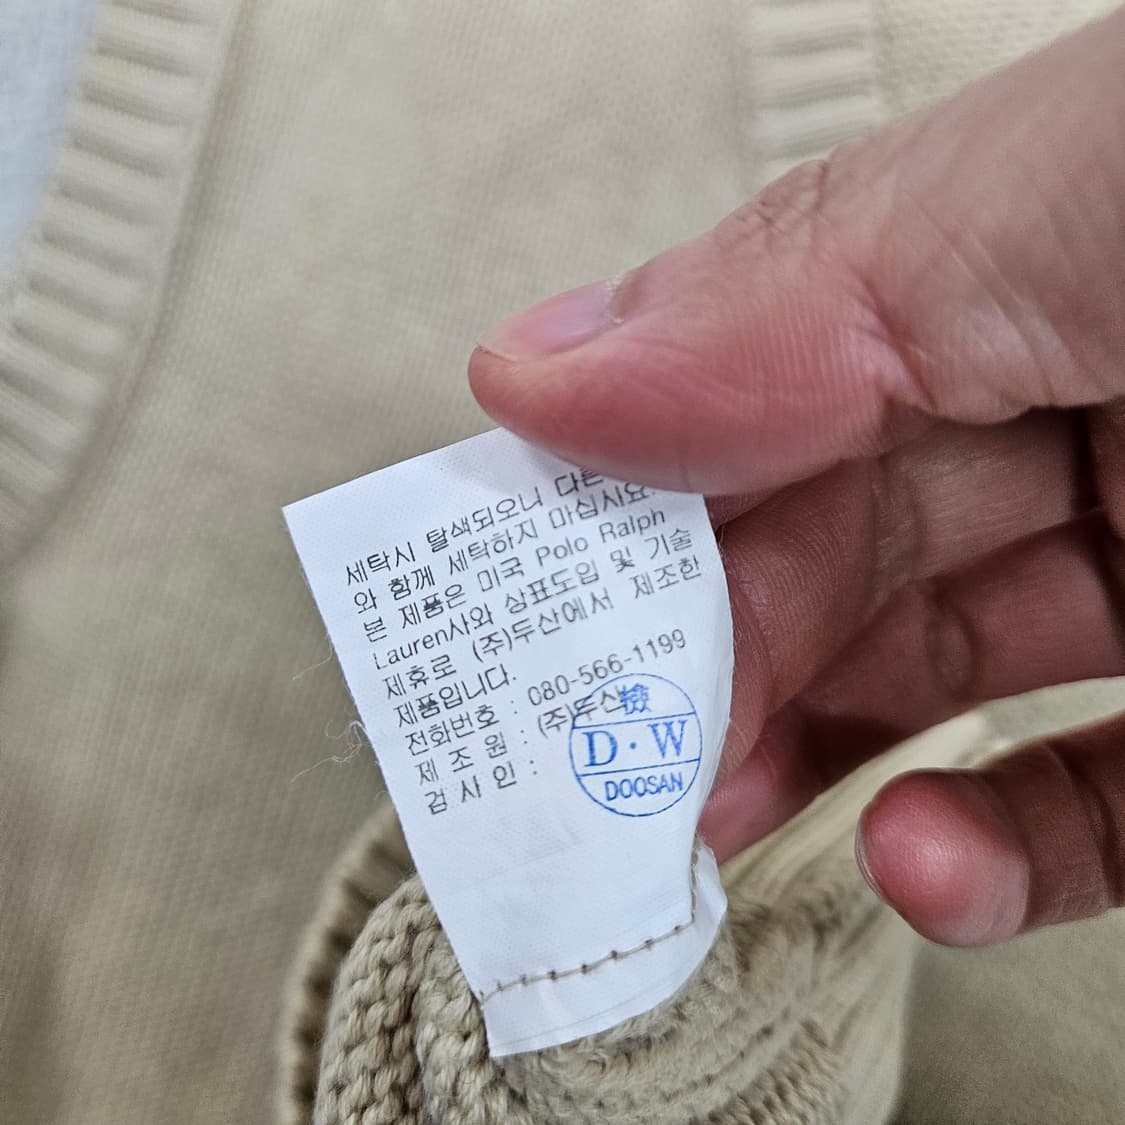 세탁시 탈색되오니 다른
와 함께 세탁하지 마십시요.
본 제품은 미국 Polo Ralph
Lauren사와 상표도입 및 기술
제휴로 (주)두산에서 제조한
제품입니다.
전화번호 : 080-566-1199
제 조 원 : (주)두산
검 사 인 :
檢
D·W
DOOSAN